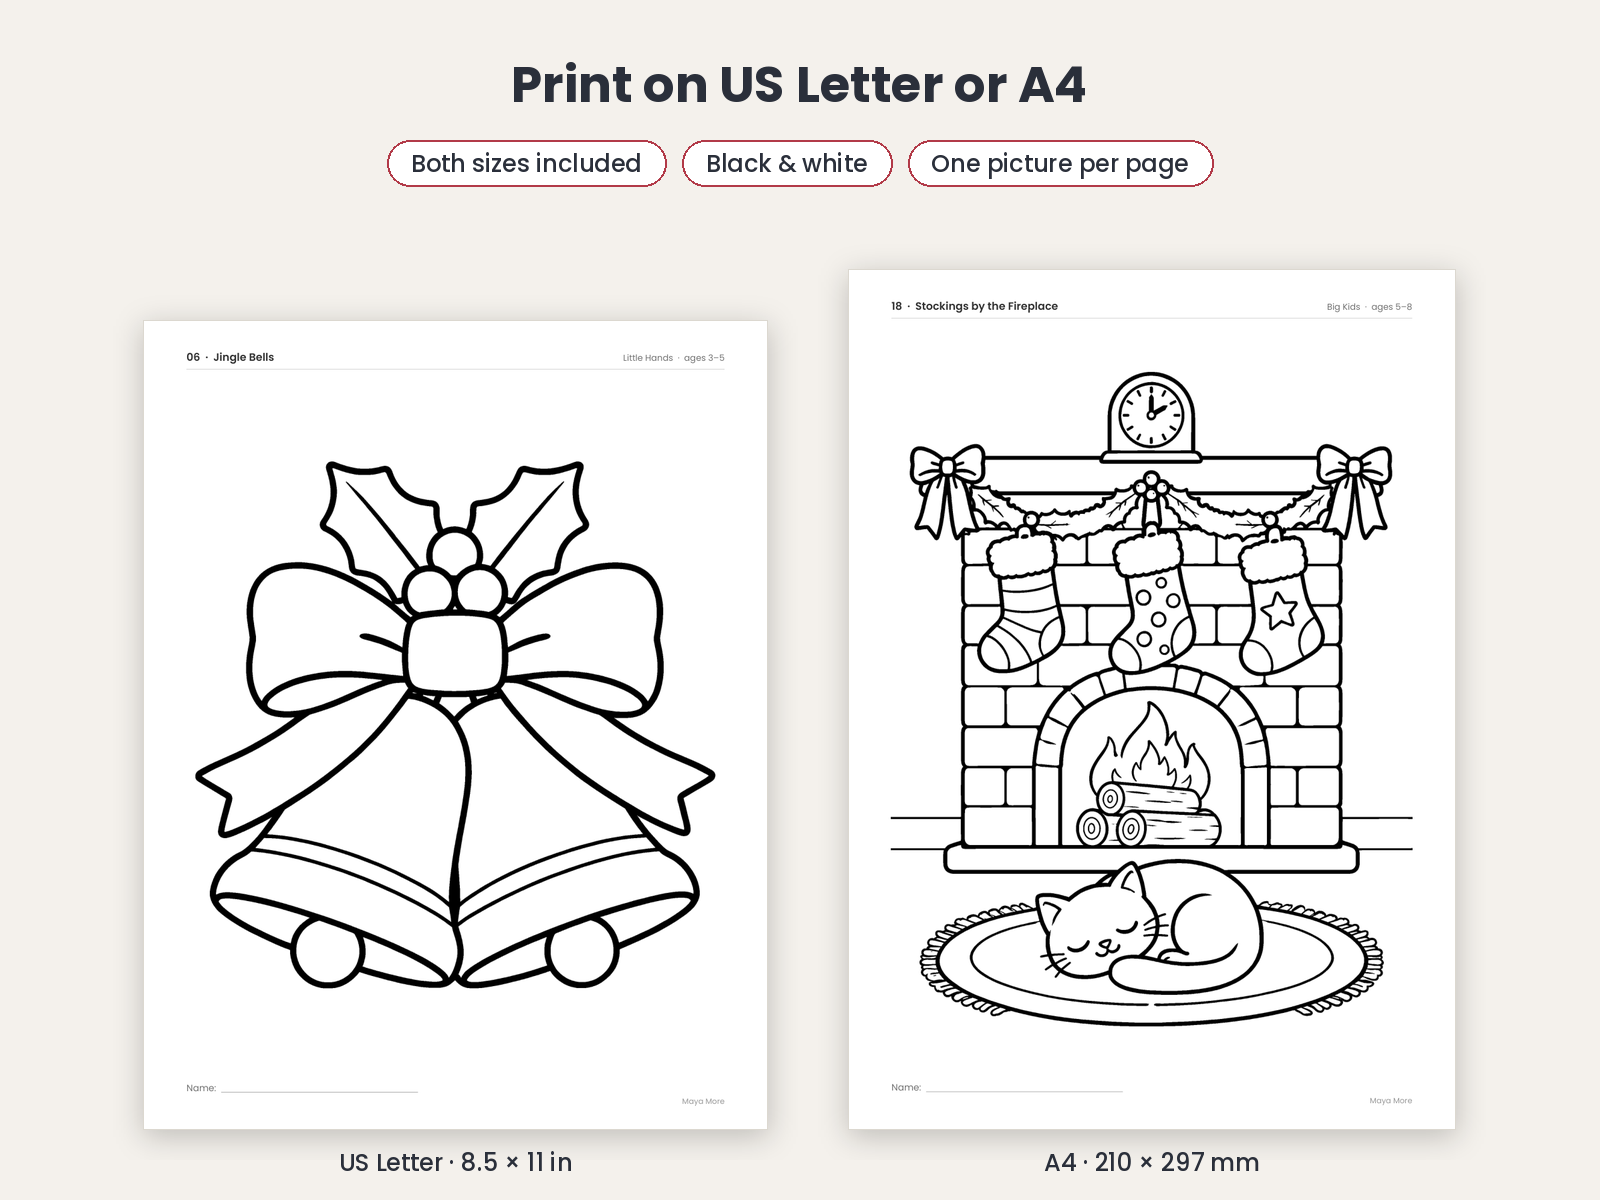 Print on US Letter or A4
Both sizes included
Black & white
One picture per page
06 · Jingle Bells
Little Hands · ages 3–5
Name:
Maya More
US Letter · 8.5 × 11 in
18 · Stockings by the Fireplace
Big Kids · ages 5–8
Name:
Maya More
A4 · 210 × 297 mm